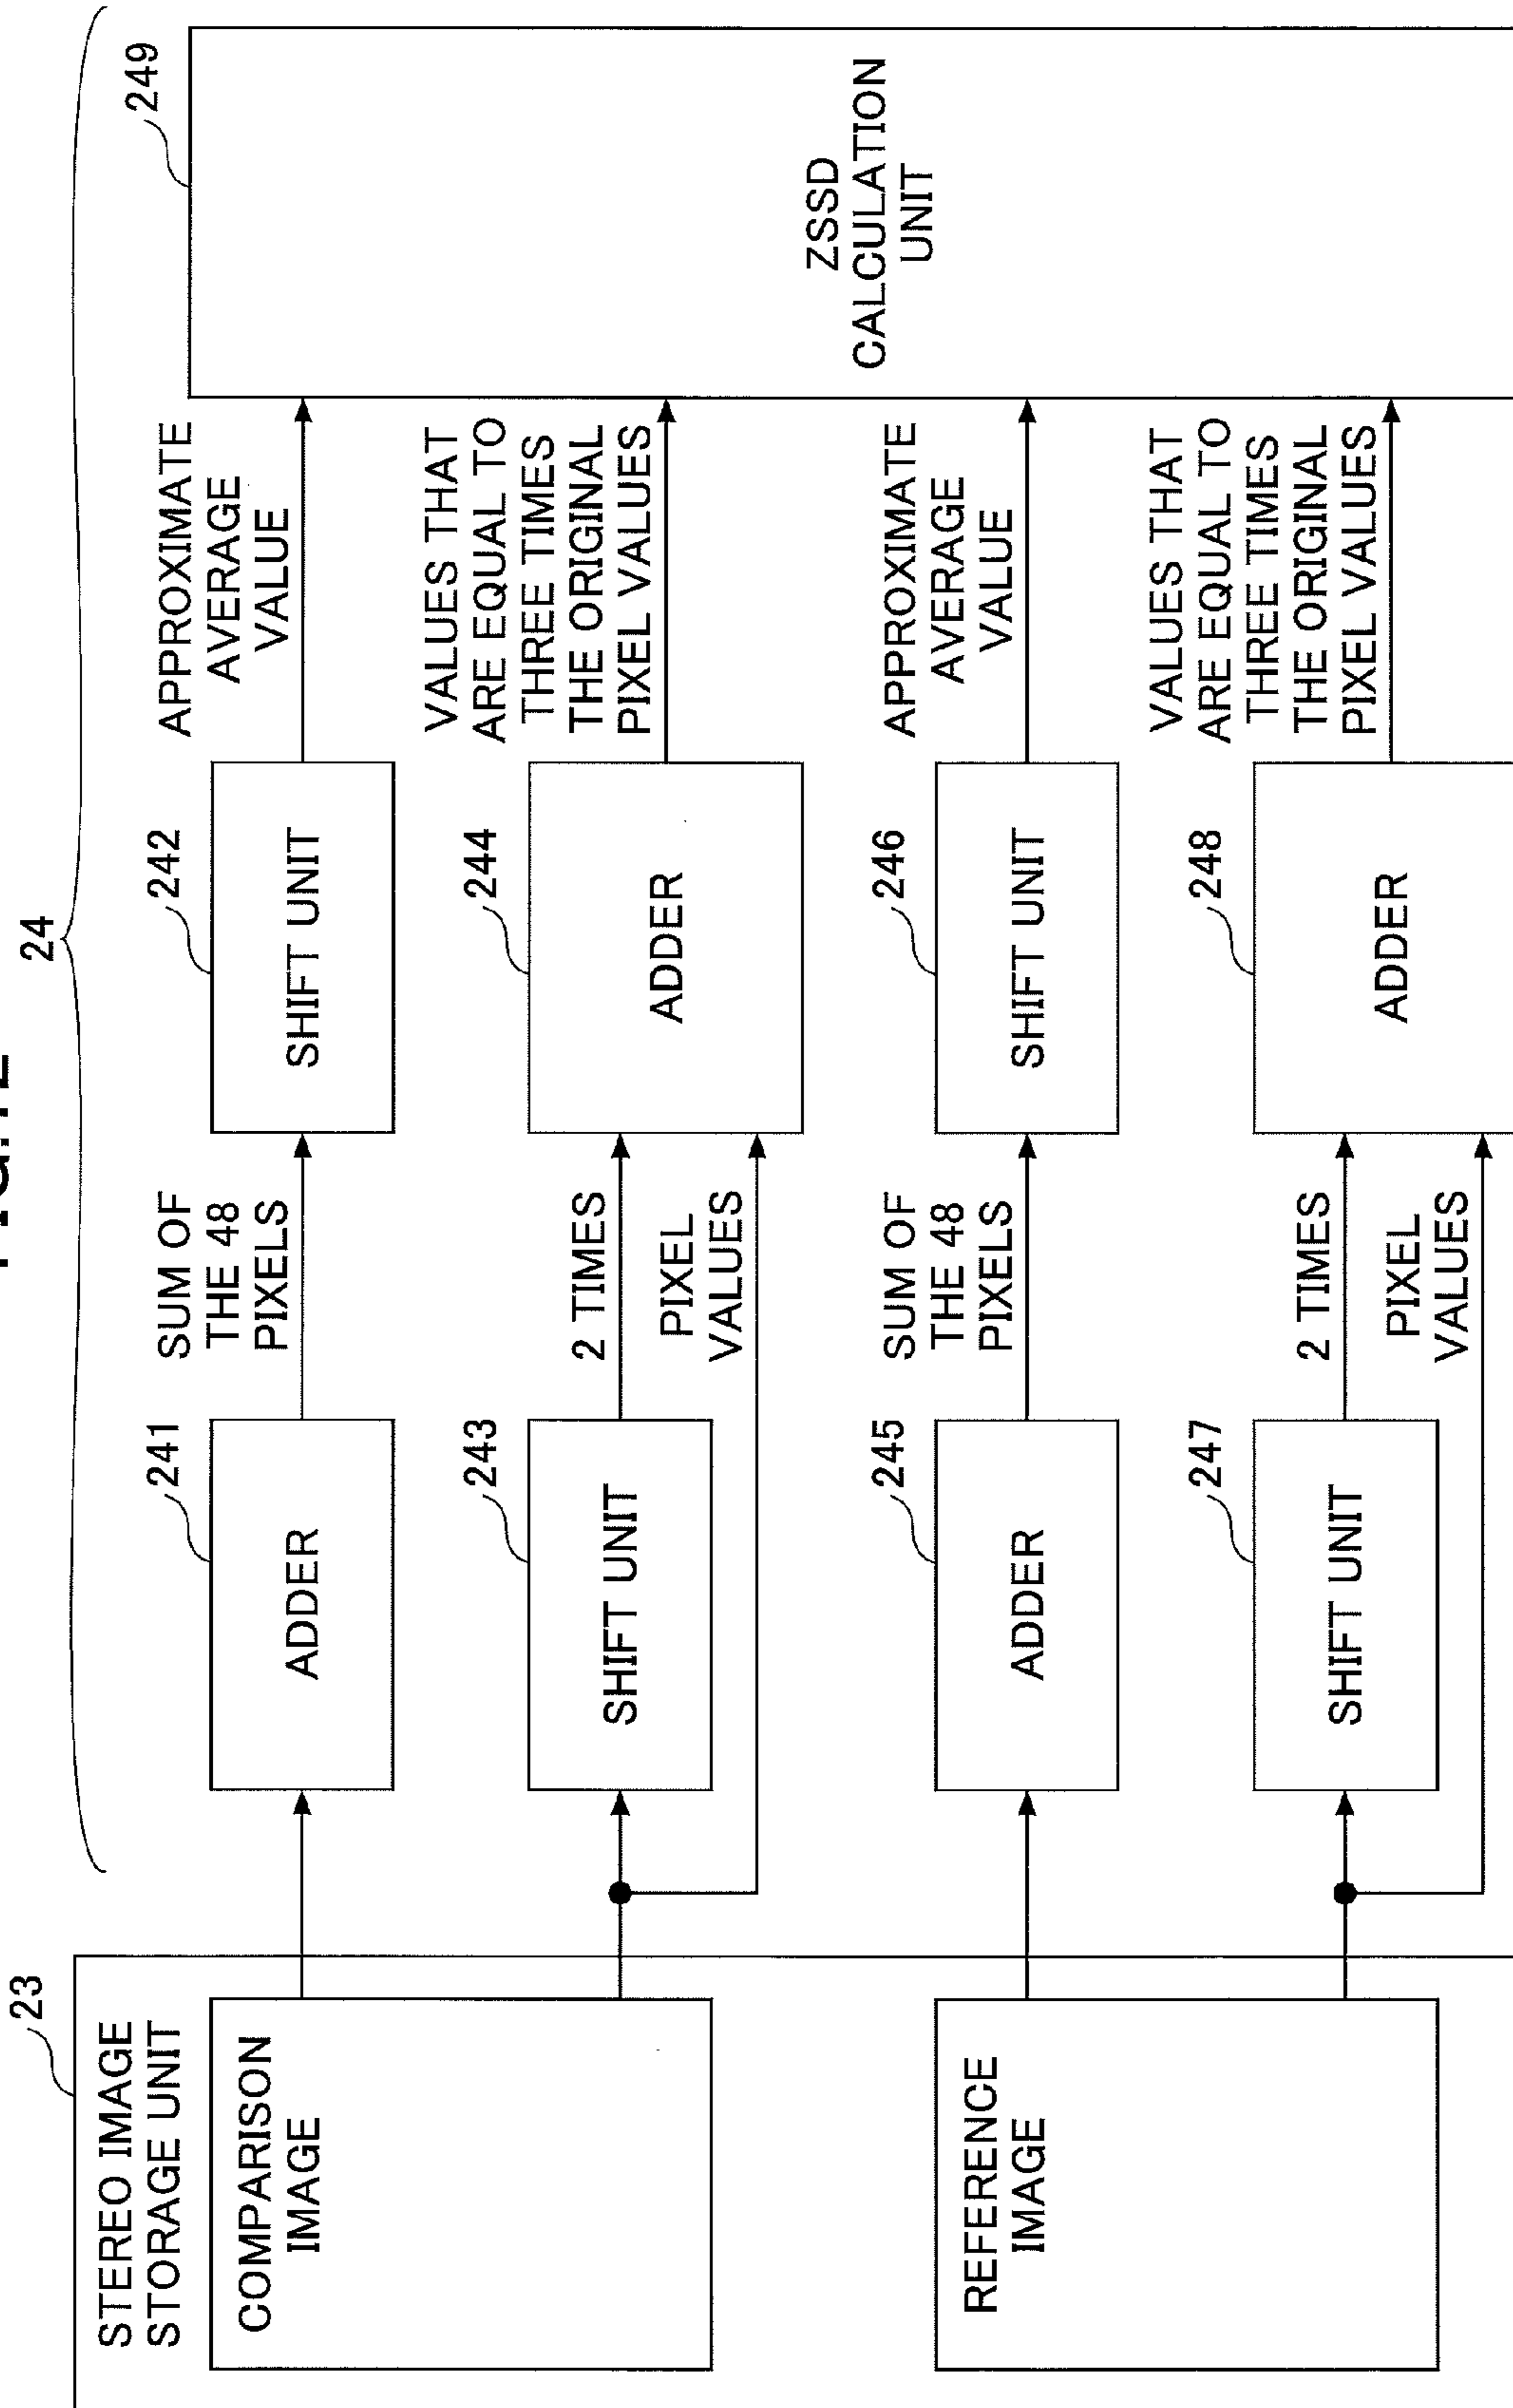 24
23
STEREO IMAGE
STORAGE UNIT
COMPARISON
IMAGE
241
ADDER
SUM OF
THE 48
PIXELS
242
SHIFT UNIT
APPROXIMATE
AVERAGE
VALUE
249
ZSSD
CALCULATION
UNIT
243
SHIFT UNIT
2 TIMES
PIXEL
VALUES
244
ADDER
VALUES THAT
ARE EQUAL TO
THREE TIMES
THE ORIGINAL
PIXEL VALUES
REFERENCE
IMAGE
245
ADDER
SUM OF
THE 48
PIXELS
246
SHIFT UNIT
APPROXIMATE
AVERAGE
VALUE
247
SHIFT UNIT
2 TIMES
PIXEL
VALUES
248
ADDER
VALUES THAT
ARE EQUAL TO
THREE TIMES
THE ORIGINAL
PIXEL VALUES